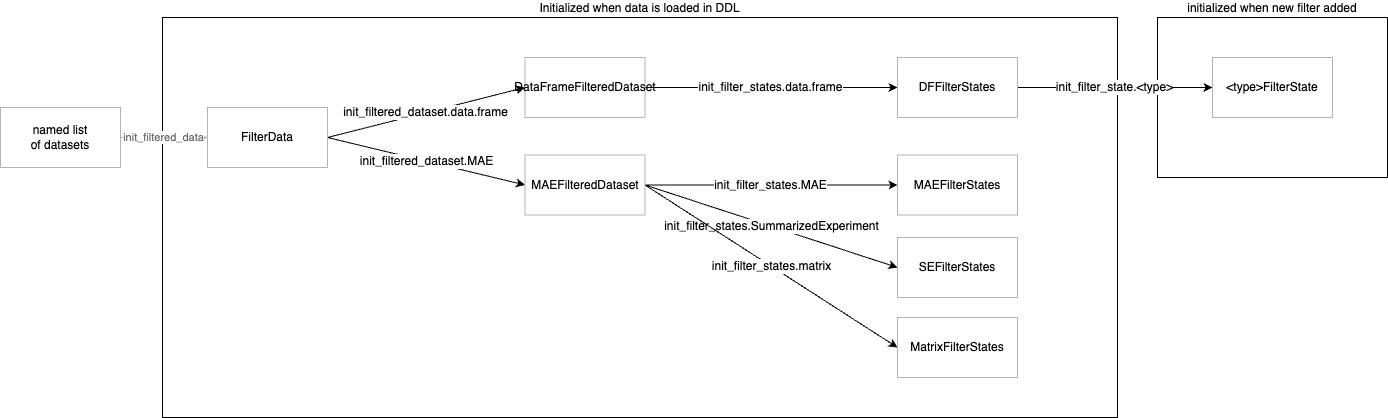 Initialized when data is loaded in DDL
initialized when new filter added
named list
of datasets
init_filtered_data
FilterData
init_filtered_dataset.data.frame
init_filtered_dataset.MAE
DataFrameFilteredDataset
init_filter_states.data.frame
DFFilterStates
init_filter_state.<type>
<type>FilterState
MAEFilteredDataset
init_filter_states.MAE
MAEFilterStates
init_filter_states.SummarizedExperiment
SEFilterStates
init_filter_states.matrix
MatrixFilterStates